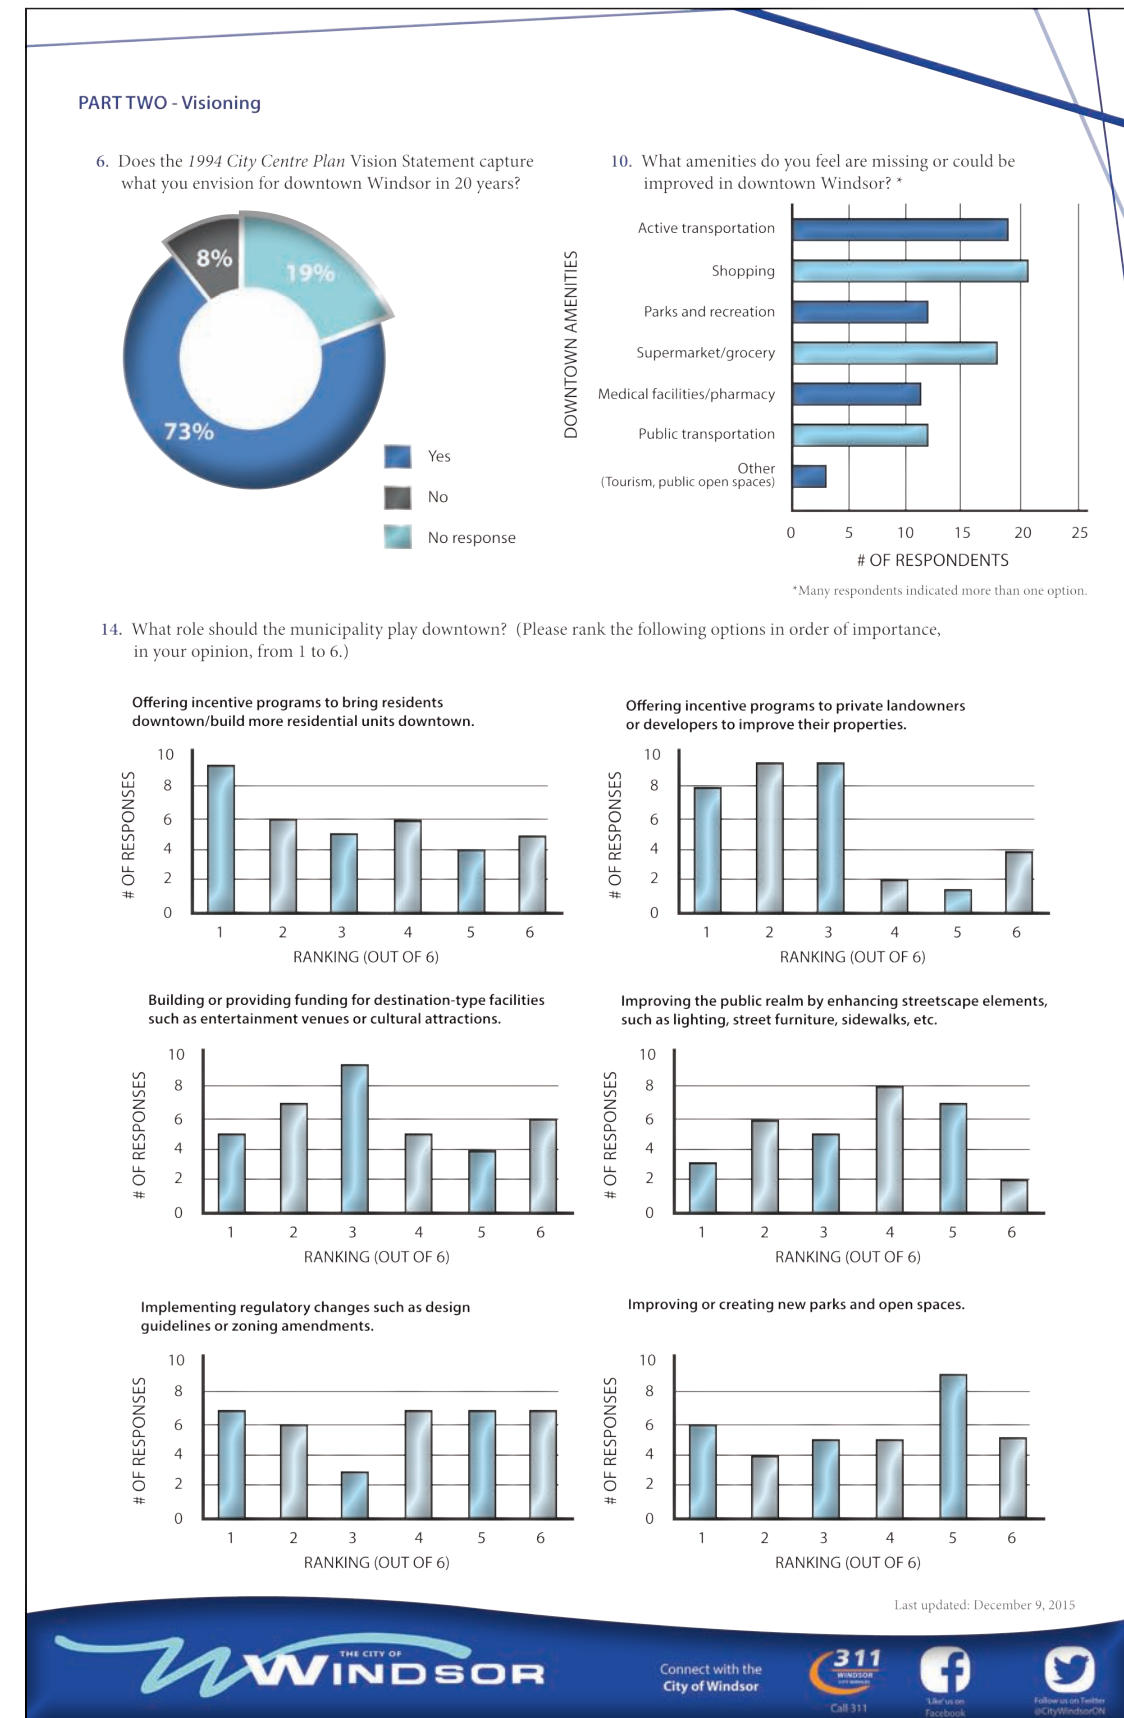 PART TWO - Visioning
6. Does the 1994 City Centre Plan Vision Statement capture
what you envision for downtown Windsor in 20 years?
8%
19%
73%
Yes
No
No response
10. What amenities do you feel are missing or could be
improved in downtown Windsor? *
DOWNTOWN AMENITIES
Active transportation
Shopping
Parks and recreation
Supermarket/grocery
Medical facilities/pharmacy
Public transportation
Other
(Tourism, public open spaces)
0 5 10 15 20 25
# OF RESPONDENTS
*Many respondents indicated more than one option.
14. What role should the municipality play downtown? (Please rank the following options in order of importance,
in your opinion, from 1 to 6.)
Offering incentive programs to bring residents
downtown/build more residential units downtown.
# OF RESPONSES
10
8
6
4
2
0
1 2 3 4 5 6
RANKING (OUT OF 6)
Offering incentive programs to private landowners
or developers to improve their properties.
# OF RESPONSES
10
8
6
4
2
0
1 2 3 4 5 6
RANKING (OUT OF 6)
Building or providing funding for destination-type facilities
such as entertainment venues or cultural attractions.
# OF RESPONSES
10
8
6
4
2
0
1 2 3 4 5 6
RANKING (OUT OF 6)
Improving the public realm by enhancing streetscape elements,
such as lighting, street furniture, sidewalks, etc.
# OF RESPONSES
10
8
6
4
2
0
1 2 3 4 5 6
RANKING (OUT OF 6)
Implementing regulatory changes such as design
guidelines or zoning amendments.
# OF RESPONSES
10
8
6
4
2
0
1 2 3 4 5 6
RANKING (OUT OF 6)
Improving or creating new parks and open spaces.
# OF RESPONSES
10
8
6
4
2
0
1 2 3 4 5 6
RANKING (OUT OF 6)
Last updated: December 9, 2015
THE CITY OF
WINDSOR
Connect with the
City of Windsor
311
WINDSOR
CITY SERVICES
Call 311
'Like' us on
Facebook
Follow us on Twitter
@CityWindsorON